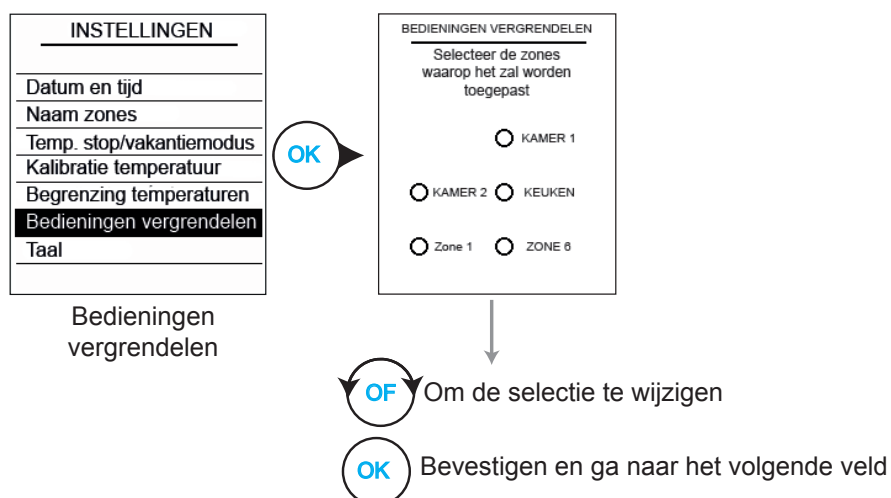 INSTELLINGEN
Datum en tijd
Naam zones
Temp. stop/vakantiemodus
Kalibratie temperatuur
Begrenzing temperaturen
Bedieningen vergrendelen
Taal
Bedieningen
vergrendelen
OK
BEDIENINGEN VERGRENDELEN
Selecteer de zones
waarop het zal worden
toegepast
KAMER 1
KAMER 2 KEUKEN
Zone 1 ZONE 6
OF Om de selectie te wijzigen
OK Bevestigen en ga naar het volgende veld